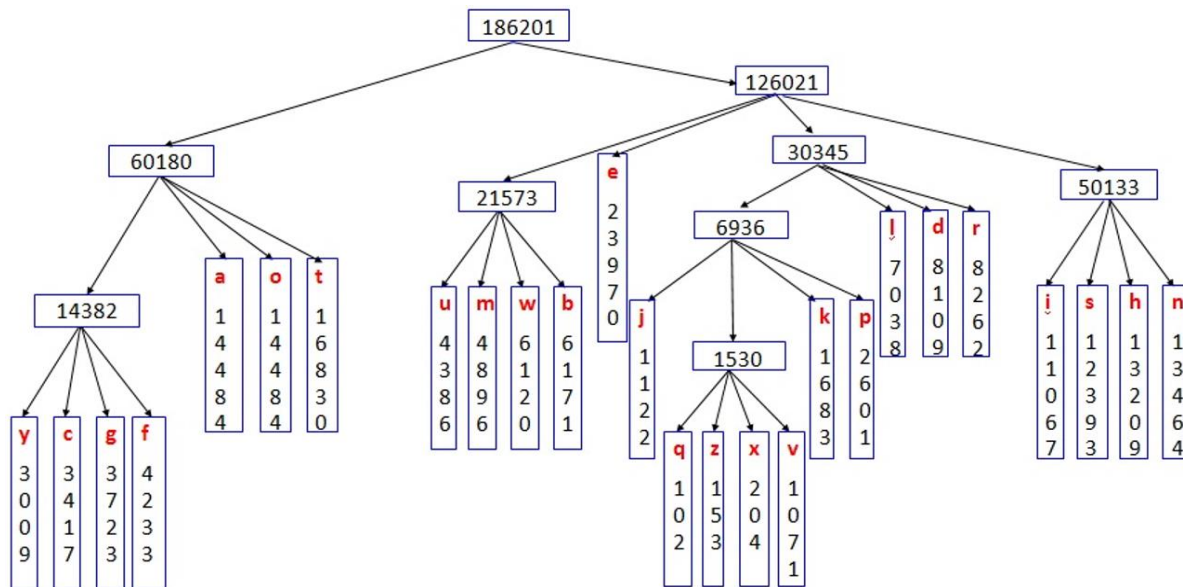 186201
126021
60180
21573
e 23970
30345
50133
14382
a 14484
o 14484
t 16830
u 4386
m 4896
w 6120
b 6171
6936
l 7038
d 8109
r 8262
i 11067
s 12393
h 13209
n 13464
y 3009
c 3417
g 3723
f 4233
j 1122
1530
k 1683
p 2601
q 102
z 153
x 204
v 1071